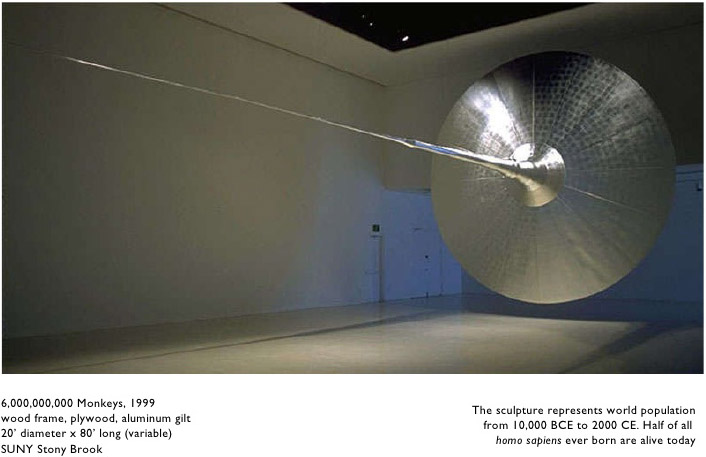 6,000,000,000 Monkeys, 1999
wood frame, plywood, aluminum gilt
20' diameter x 80' long (variable)
SUNY Stony Brook
The sculpture represents world population
from 10,000 BCE to 2000 CE. Half of all
homo sapiens ever born are alive today